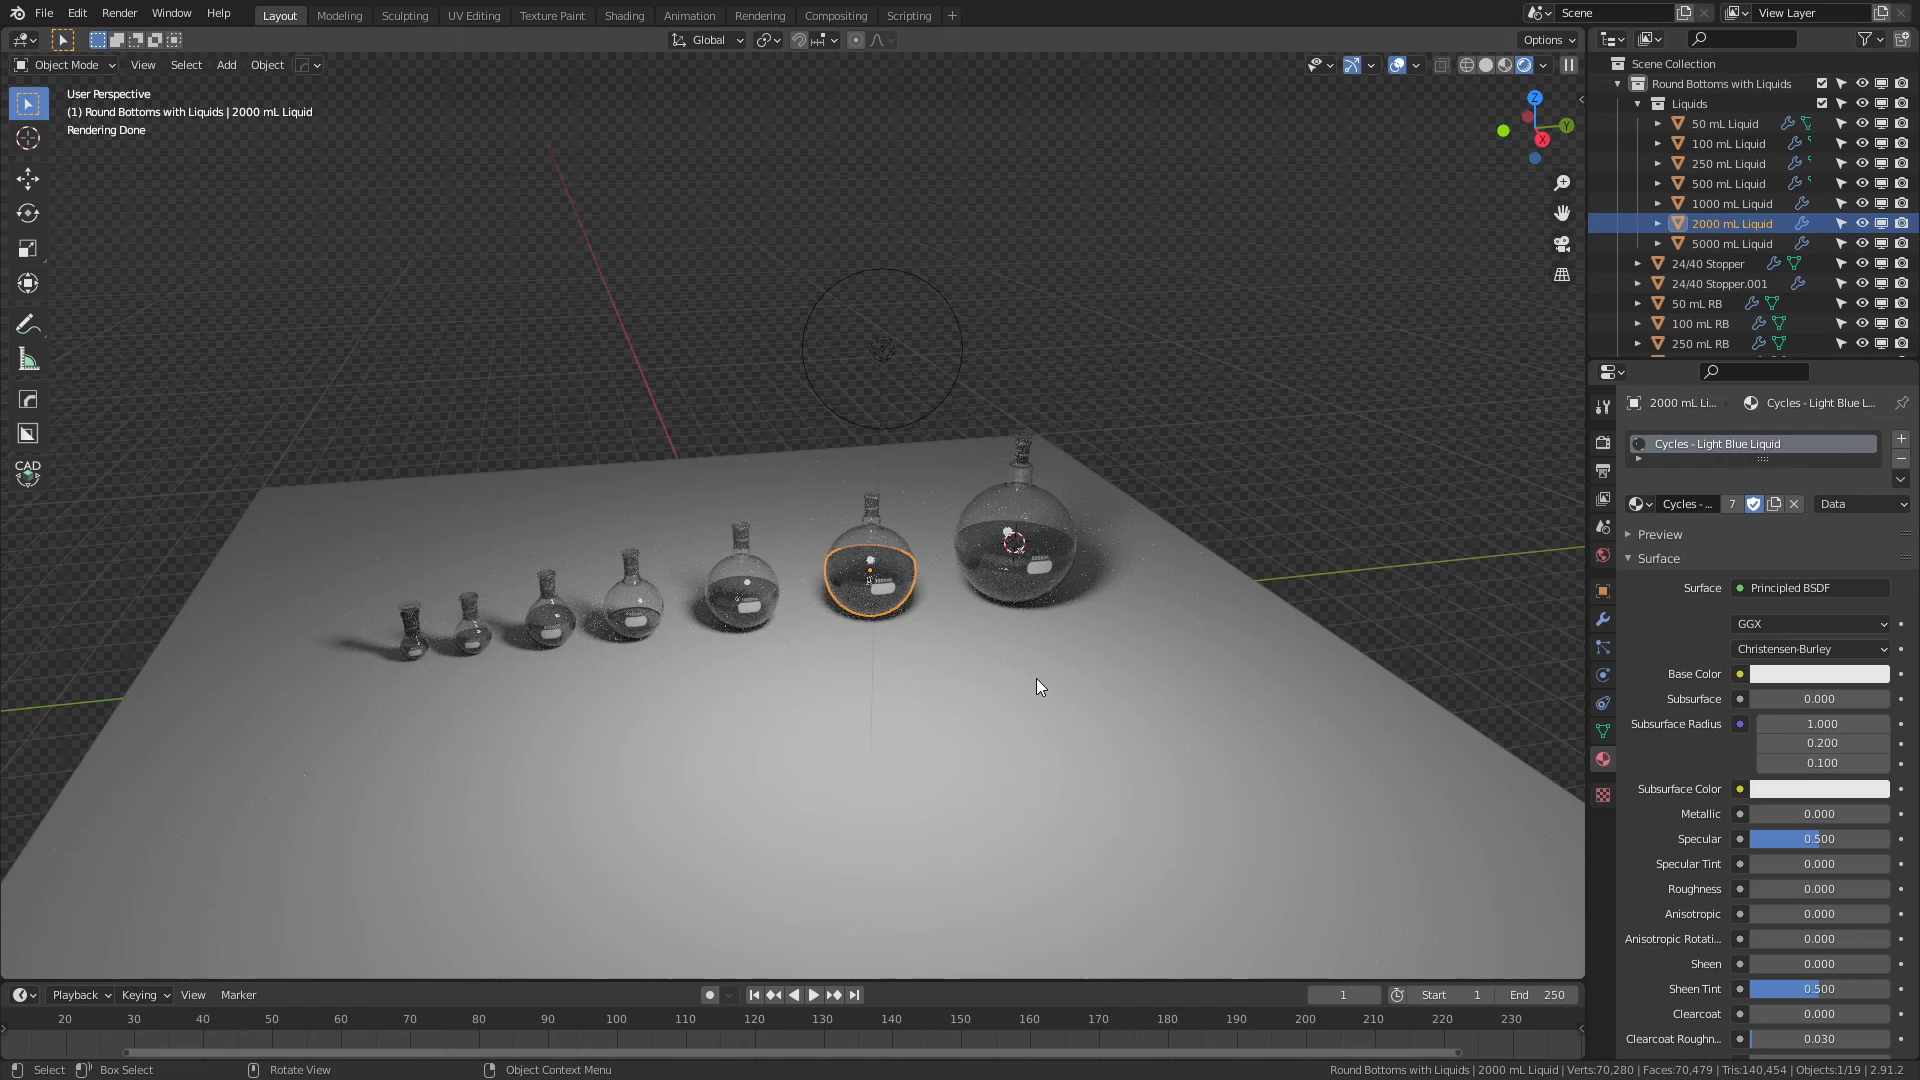 File Edit Render Window Help Layout Modeling Sculpting UV Editing Texture Paint Shading Animation Rendering Compositing Scripting + Scene View Layer
Global Options
Object Mode View Select Add Object
User Perspective
(1) Round Bottoms with Liquids | 2000 mL Liquid
Rendering Done
Z
Y
X
CAD
Scene Collection
Round Bottoms with Liquids
Liquids
50 mL Liquid
100 mL Liquid
250 mL Liquid
500 mL Liquid
1000 mL Liquid
2000 mL Liquid
5000 mL Liquid
24/40 Stopper
24/40 Stopper.001
50 mL RB
100 mL RB
250 mL RB
2000 mL Li... Cycles - Light Blue L...
Cycles - Light Blue Liquid
Cycles - ... 7 Data
Preview
Surface
Surface Principled BSDF
GGX
Christensen-Burley
Base Color
Subsurface 0.000
Subsurface Radius 1.000
0.200
0.100
Subsurface Color
Metallic 0.000
Specular 0.500
Specular Tint 0.000
Roughness 0.000
Anisotropic 0.000
Anisotropic Rotati... 0.000
Sheen 0.000
Sheen Tint 0.500
Clearcoat 0.000
Clearcoat Roughn... 0.030
Playback Keying View Marker 1 Start 1 End 250
20 30 40 50 60 70 80 90 100 110 120 130 140 150 160 170 180 190 200 210 220 230
Select Box Select Rotate View Object Context Menu Round Bottoms with Liquids | 2000 mL Liquid | Verts:70,280 | Faces:70,479 | Tris:140,454 | Objects:1/19 | 2.91.2